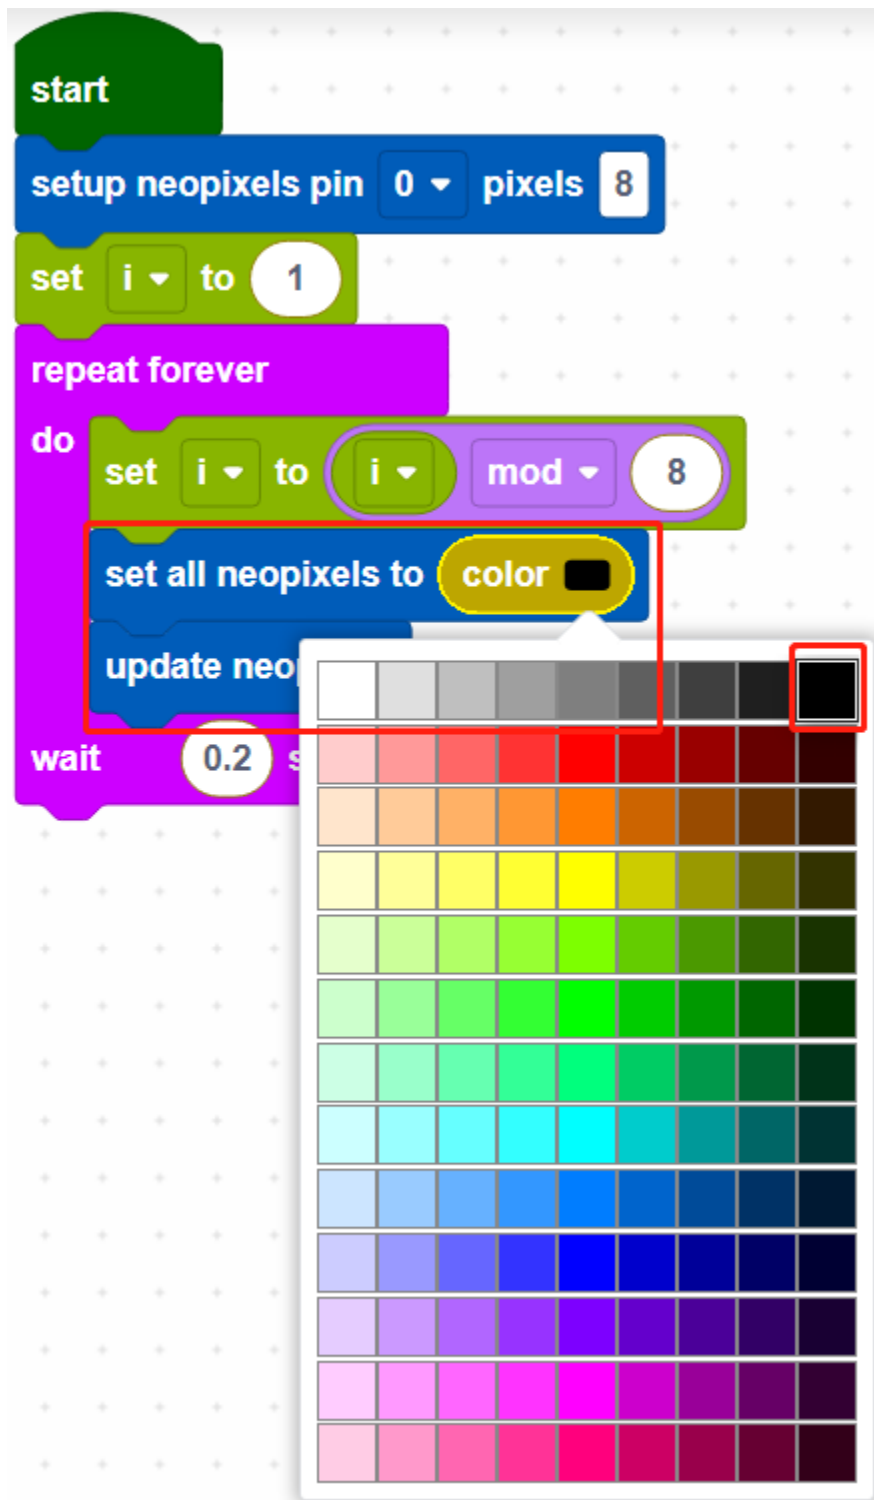 start
setup neopixels pin 0 pixels 8
set i to 1
repeat forever
do
set i to i mod 8
set all neopixels to color
update neo
wait 0.2 s